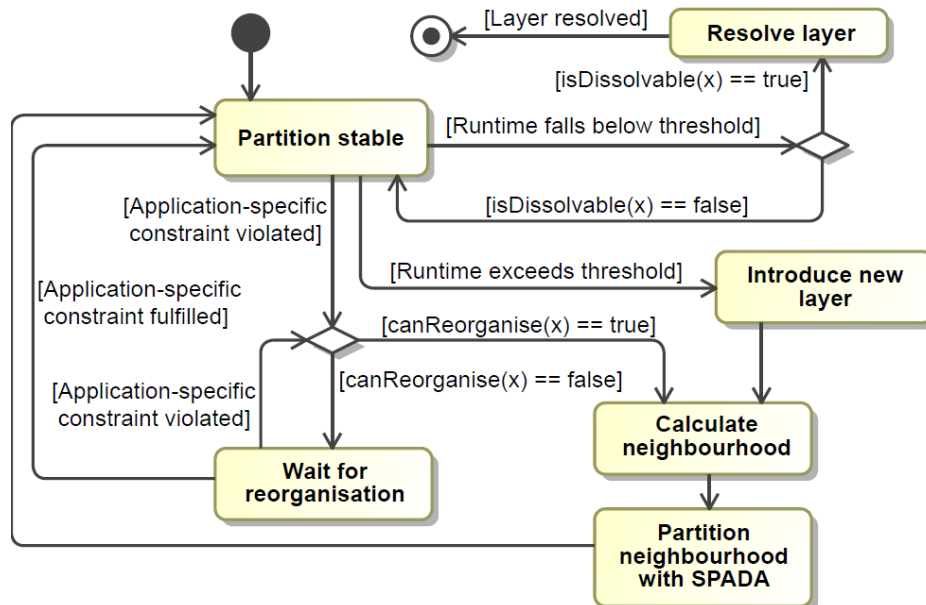 [Layer resolved]
Resolve layer
[isDissolvable(x) == true]
Partition stable
[Runtime falls below threshold]
[isDissolvable(x) == false]
[Application-specific
constraint violated]
[Runtime exceeds threshold]
Introduce new
layer
[Application-specific
constraint fulfilled]
[canReorganise(x) == true]
[canReorganise(x) == false]
[Application-specific
constraint violated]
Calculate
neighbourhood
Wait for
reorganisation
Partition
neighbourhood
with SPADA